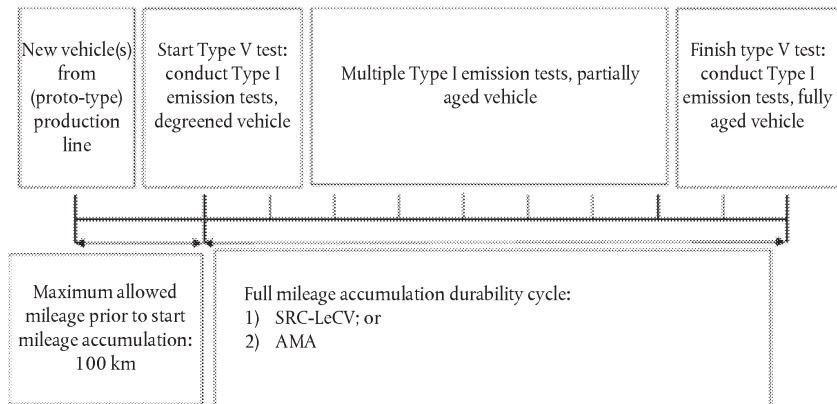 New vehicle(s)
from
(proto-type)
production
line
Start Type V test:
conduct Type I
emission tests,
degreened vehicle
Multiple Type I emission tests, partially
aged vehicle
Finish type V test:
conduct Type I
emission tests, fully
aged vehicle
Maximum allowed
mileage prior to start
mileage accumulation:
100 km
Full mileage accumulation durability cycle:
1) SRC-LeCV; or
2) AMA